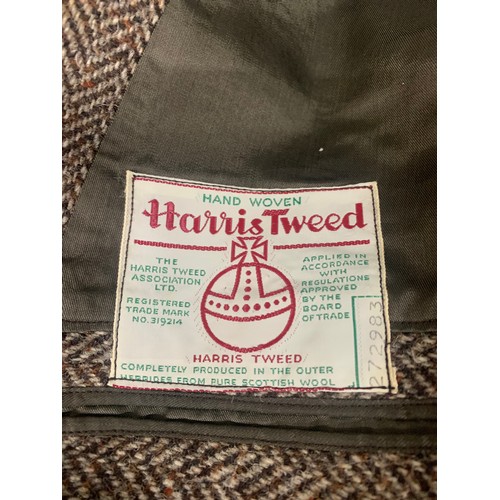 HAND WOVEN
Harris Tweed
THE
HARRIS TWEED
ASSOCIATION
LTD.
REGISTERED
TRADE MARK
NO. 319214
APPLIED IN
ACCORDANCE
WITH
REGULATIONS
APPROVED
BY THE
BOARD
OF TRADE
HARRIS TWEED
COMPLETELY PRODUCED IN THE OUTER
HEBRIDES FROM PURE SCOTTISH WOOL
272983